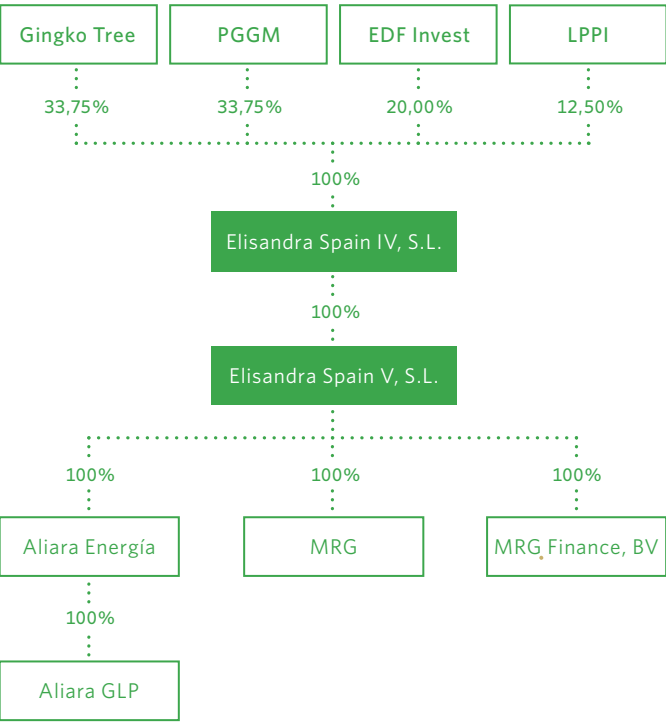 Gingko Tree
PGGM
EDF Invest
LPPI
33,75%
33,75%
20,00%
12,50%
100%
Elisandra Spain IV, S.L.
100%
Elisandra Spain V, S.L.
100%
100%
100%
Aliara Energía
MRG
MRG Finance, BV
100%
Aliara GLP